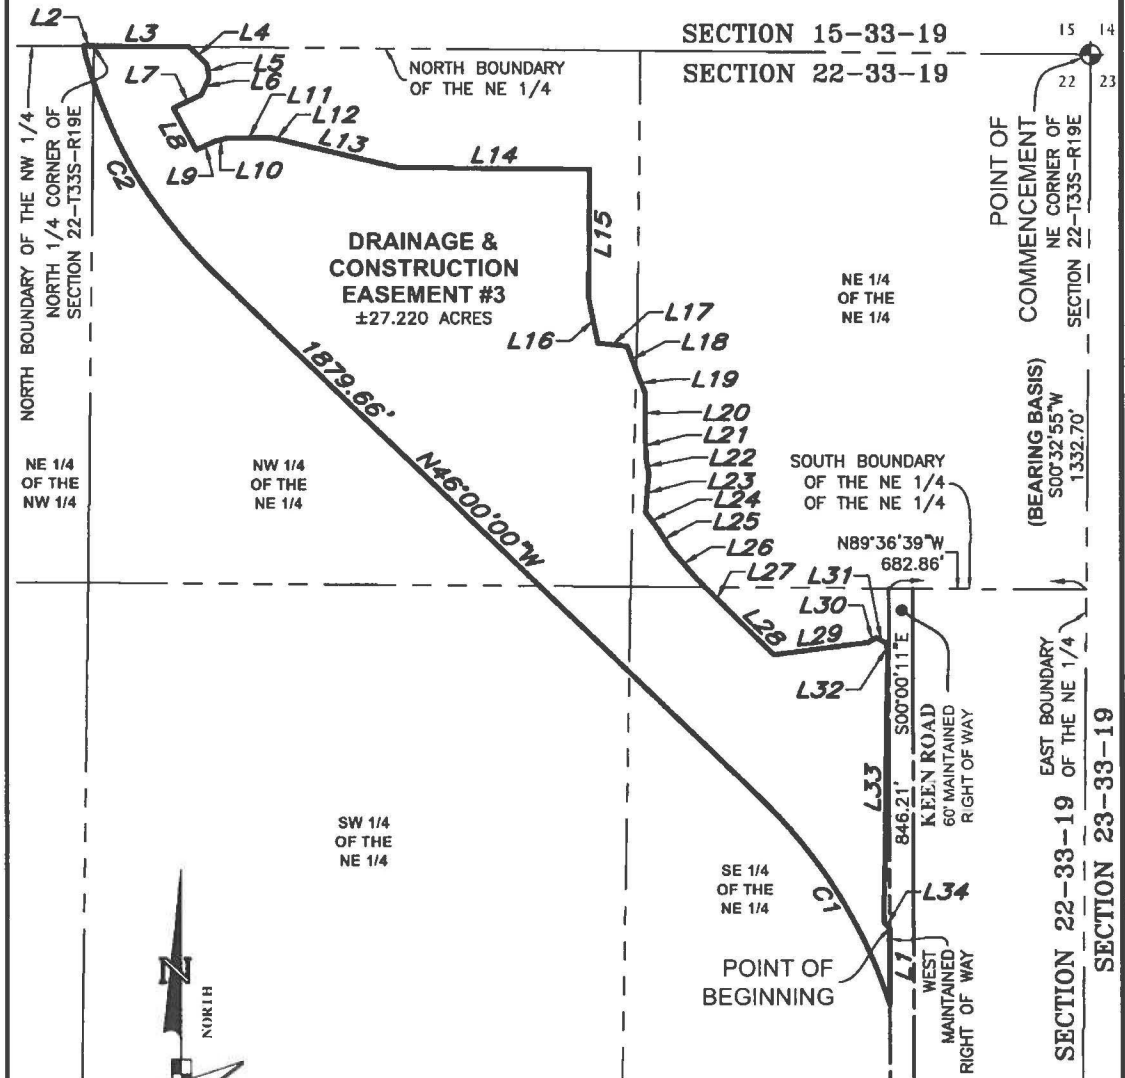 L2
L3
L4
L5
L6
L7
L8
L9
L10
L11
L12
L13
L14
L15
L16
L17
L18
L19
L20
L21
L22
L23
L24
L25
L26
L27
L28
L29
L30
L31
L32
L33
L34
L1
C1
C2
SECTION 15-33-19
SECTION 22-33-19
15
14
22
23
NORTH BOUNDARY
OF THE NE 1/4
NORTH BOUNDARY OF THE NW 1/4
NORTH 1/4 CORNER OF
SECTION 22-T33S-R19E
POINT OF
COMMENCEMENT
NE CORNER OF
SECTION 22-T33S-R19E
DRAINAGE &
CONSTRUCTION
EASEMENT #3
±27.220 ACRES
NE 1/4
OF THE
NE 1/4
1879.66'
N46°00'00"W
(BEARING BASIS)
S00°32'55"W
1332.70'
NE 1/4
OF THE
NW 1/4
NW 1/4
OF THE
NE 1/4
SOUTH BOUNDARY
OF THE NE 1/4
OF THE NE 1/4
N89°36'39"W
682.86'
S00°00'11"E
846.21'
KEEN ROAD
60' MAINTAINED
RIGHT OF WAY
EAST BOUNDARY
OF THE NE 1/4
SECTION 22-33-19
SECTION 23-33-19
SW 1/4
OF THE
NE 1/4
SE 1/4
OF THE
NE 1/4
POINT OF
BEGINNING
WEST
MAINTAINED
RIGHT OF WAY
N
NORTH